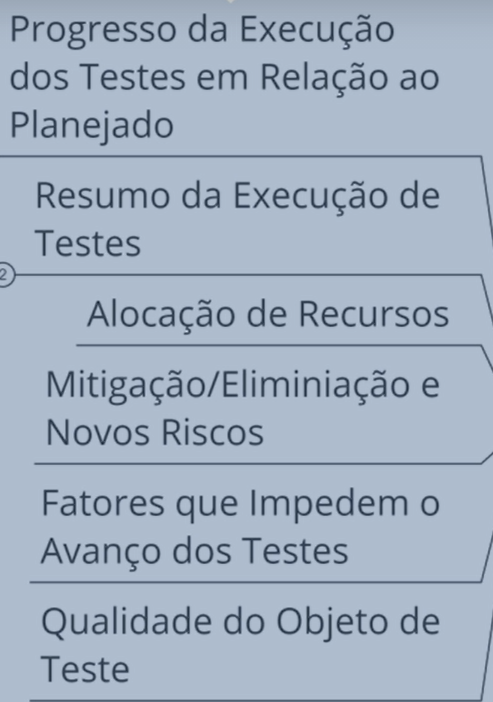 Progresso da Execução
dos Testes em Relação ao
Planejado
Resumo da Execução de
Testes
2
Alocação de Recursos
Mitigação/Eliminiação e
Novos Riscos
Fatores que Impedem o
Avanço dos Testes
Qualidade do Objeto de
Teste